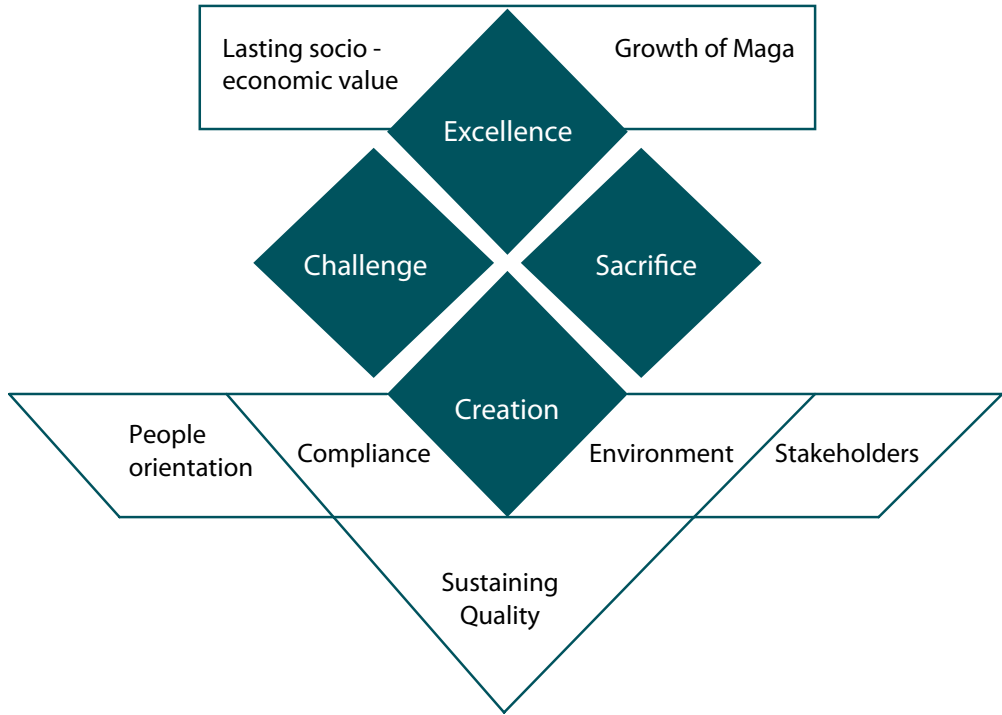 Lasting socio -
economic value
Growth of Maga
Excellence
Challenge
Sacrifice
Creation
People
orientation
Compliance
Environment
Stakeholders
Sustaining
Quality